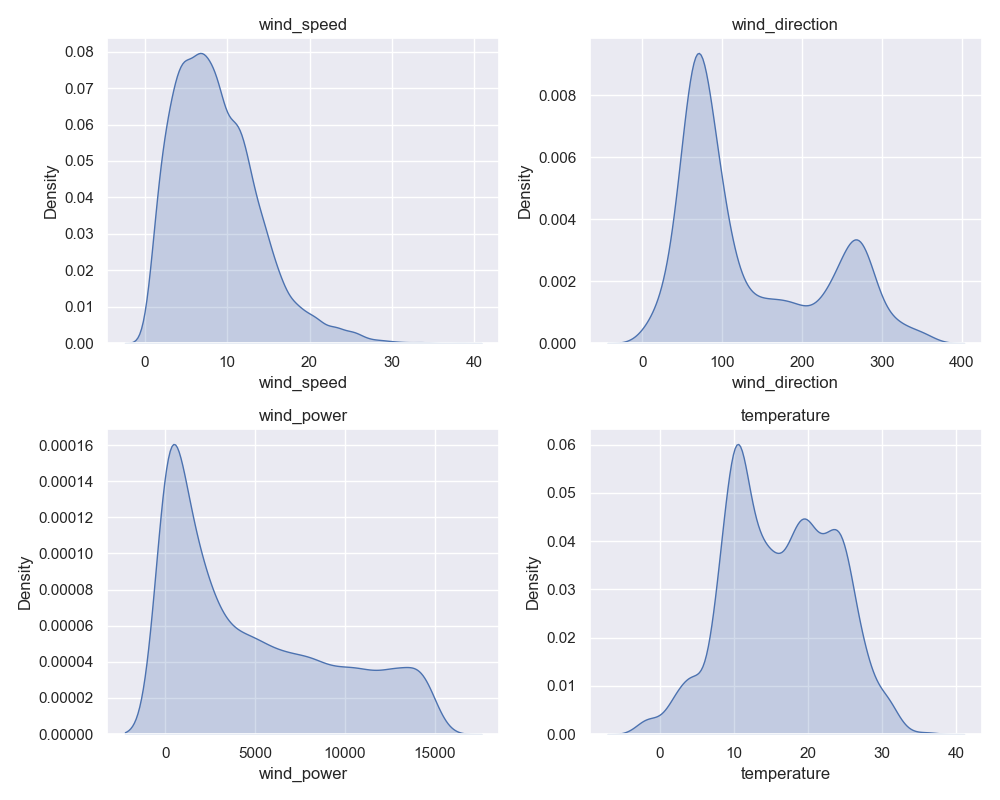 wind_speed
0.08
0.07
0.06
0.05
0.04
0.03
0.02
0.01
0.00
Density
0 10 20 30 40
wind_speed
wind_direction
0.008
0.006
0.004
0.002
0.000
Density
0 100 200 300 400
wind_direction
wind_power
0.00016
0.00014
0.00012
0.00010
0.00008
0.00006
0.00004
0.00002
0.00000
Density
0 5000 10000 15000
wind_power
temperature
0.06
0.05
0.04
0.03
0.02
0.01
0.00
Density
0 10 20 30 40
temperature